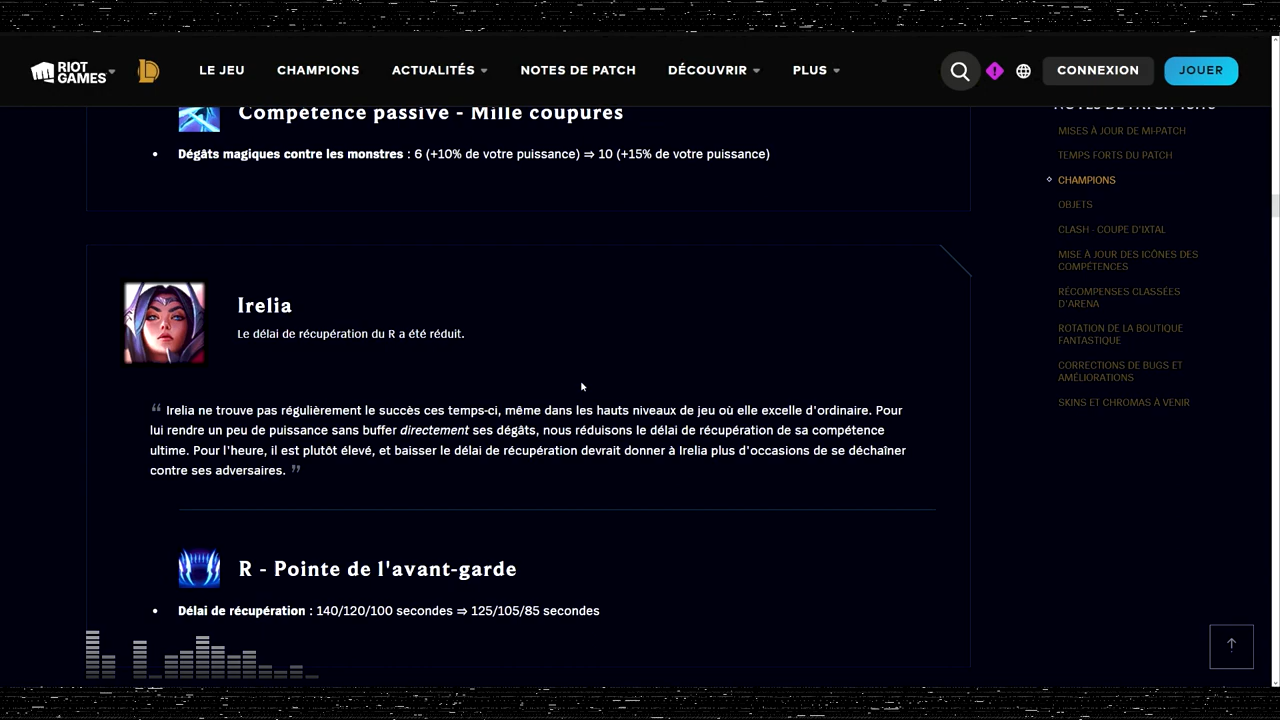 RIOT GAMES
LE JEU
CHAMPIONS
ACTUALITÉS
NOTES DE PATCH
DÉCOUVRIR
PLUS
CONNEXION
JOUER
Compétence passive - Mille coupures
• Dégâts magiques contre les monstres : 6 (+10% de votre puissance) ⇒ 10 (+15% de votre puissance)
Irelia
Le délai de récupération du R a été réduit.
“ Irelia ne trouve pas régulièrement le succès ces temps-ci, même dans les hauts niveaux de jeu où elle excelle d'ordinaire. Pour
lui rendre un peu de puissance sans buffer directement ses dégâts, nous réduisons le délai de récupération de sa compétence
ultime. Pour l'heure, il est plutôt élevé, et baisser le délai de récupération devrait donner à Irelia plus d'occasions de se déchaîner
contre ses adversaires. ”
R - Pointe de l'avant-garde
• Délai de récupération : 140/120/100 secondes ⇒ 125/105/85 secondes
MISES À JOUR DE MI-PATCH
TEMPS FORTS DU PATCH
CHAMPIONS
OBJETS
CLASH - COUPE D'IXTAL
MISE À JOUR DES ICÔNES DES
COMPÉTENCES
RÉCOMPENSES CLASSÉES
D'ARENA
ROTATION DE LA BOUTIQUE
FANTASTIQUE
CORRECTIONS DE BUGS ET
AMÉLIORATIONS
SKINS ET CHROMAS À VENIR